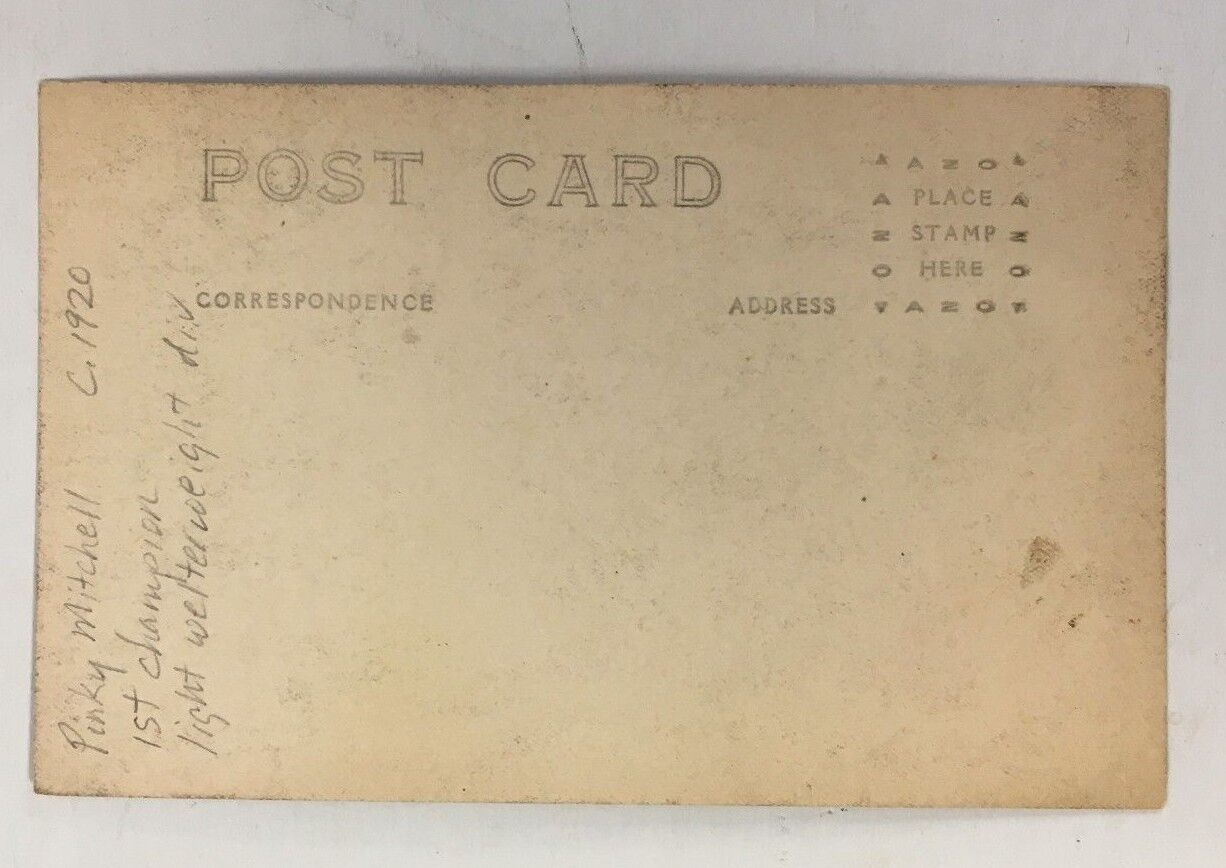 POST CARD
CORRESPONDENCE
ADDRESS
AZO
A PLACE A
Z STAMP Z
O HERE O
AZO
Pinky Mitchell C. 1920
1st champion
light welterweight div